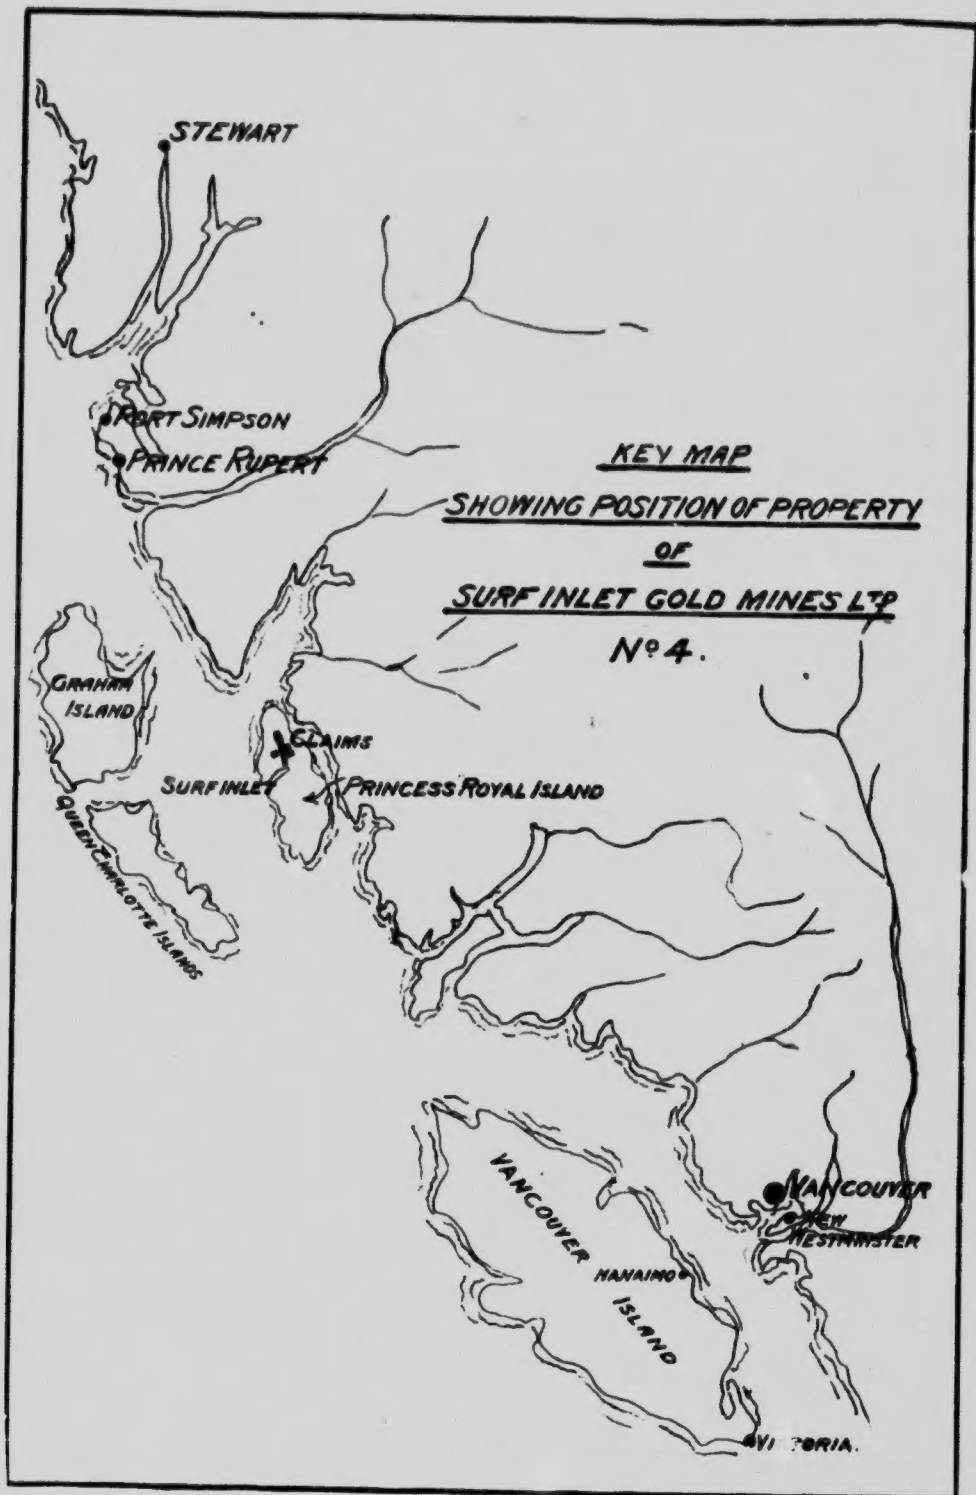 STEWART
PORT SIMPSON
PRINCE RUPERT
KEY MAP
SHOWING POSITION OF PROPERTY
OF
SURF INLET GOLD MINES LTD
No 4.
GRAHAM
ISLAND
CLAIMS
SURF INLET
PRINCESS ROYAL ISLAND
QUEEN CHARLOTTE ISLANDS
VANCOUVER
ISLAND
VANCOUVER
NEW
WESTMINSTER
NANAIMO
VICTORIA.